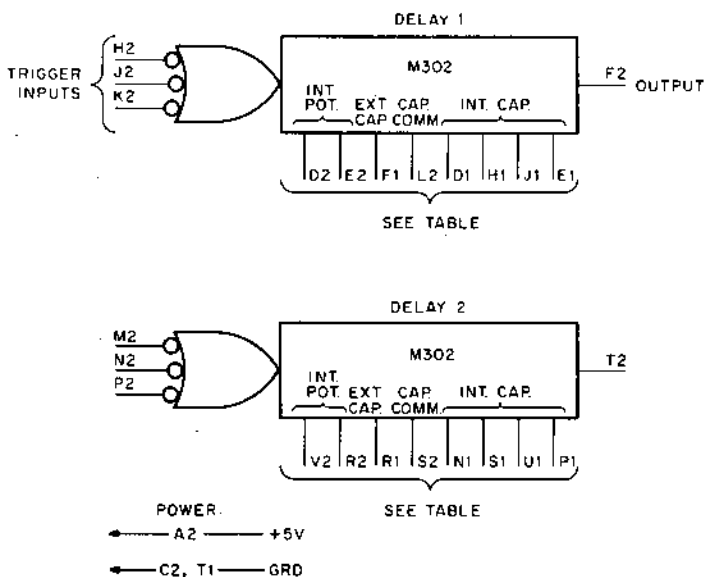 DELAY 1
H2
J2
K2
TRIGGER
INPUTS
M302
F2 OUTPUT
INT.
POT. EXT CAP. INT. CAP.
CAP. COMM.
D2 E2 F1 L2 D1 H1 J1 E1
SEE TABLE
DELAY 2
M2
N2
P2
M302
T2
INT.
POT. EXT CAP. INT. CAP.
CAP. COMM.
V2 R2 R1 S2 N1 S1 U1 P1
SEE TABLE
POWER.
A2 +5V
C2, T1 GRD